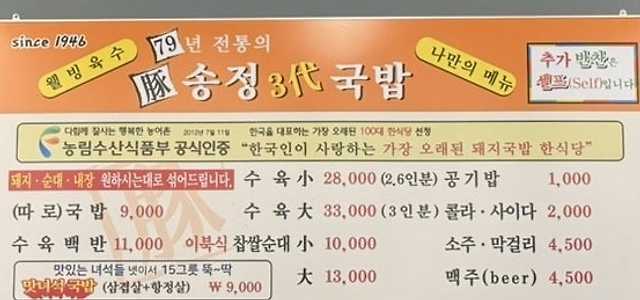 since 1946
웰빙육수
79년 전통의
나만의 메뉴
豚 송정3代국밥
추가 반찬은
셀프(Self)입니다
다함께 잘사는 행복한 농어촌 2012년 7월 11일 한국을 대표하는 가장 오래된 100대 한식당 선정
농림수산식품부 공식인증 "한국인이 사랑하는 가장 오래된 돼지국밥 한식당"
돼지·순대·내장 원하시는대로 섞어드립니다. 수육 小 28,000 (2.6인분) 공기밥 1,000
(따로)국밥 9,000 수육 大 33,000 (3인분) 콜라·사이다 2,000
수육백반 11,000 이북식 찹쌀순대 小 10,000 소주·막걸리 4,500
맛있는 녀석들 넷이서 15그릇 뚝~딱
맛녀석 국밥 (삼겹살+항정살) ₩ 9,000 大 13,000 맥주(beer) 4,500